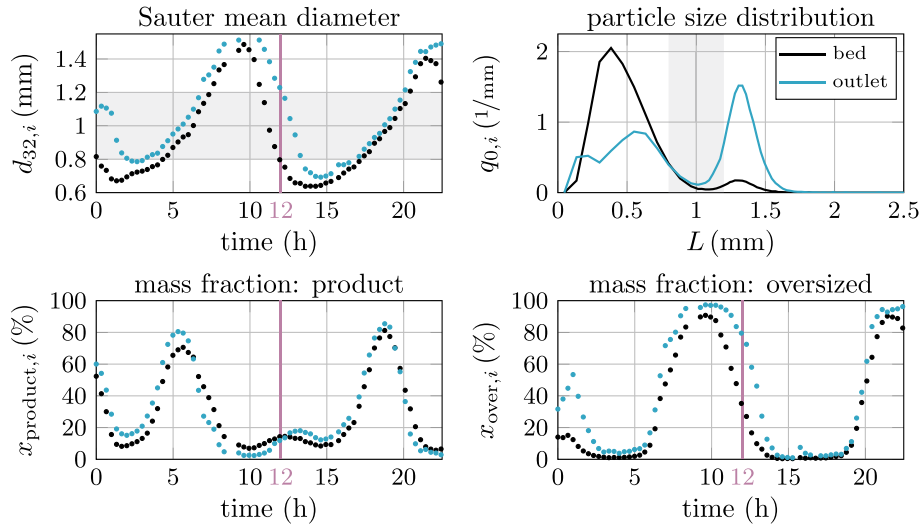 Sauter mean diameter
d32,i (mm)
1.4
1.2
1
0.8
0.6
0 5 10 12 15 20
time (h)
particle size distribution
q0,i (1/mm)
2
1
0
bed
outlet
0 0.5 1 1.5 2 2.5
L (mm)
mass fraction: product
xproduct,i (%)
100
80
60
40
20
0
0 5 10 12 15 20
time (h)
mass fraction: oversized
xover,i (%)
100
80
60
40
20
0
0 5 10 12 15 20
time (h)